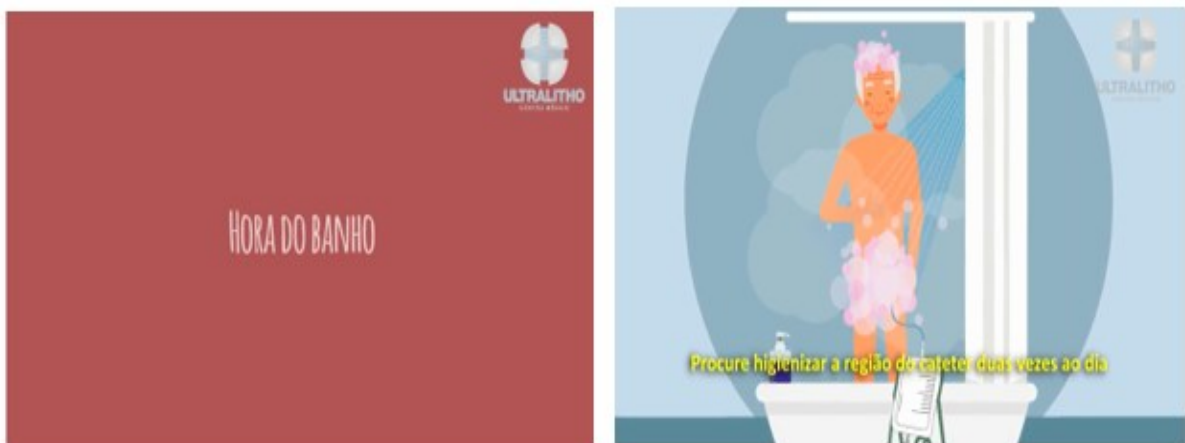 ULTRALITHO
HORA DO BANHO
ULTRALITHO
Procure higienizar a região do cateter duas vezes ao dia